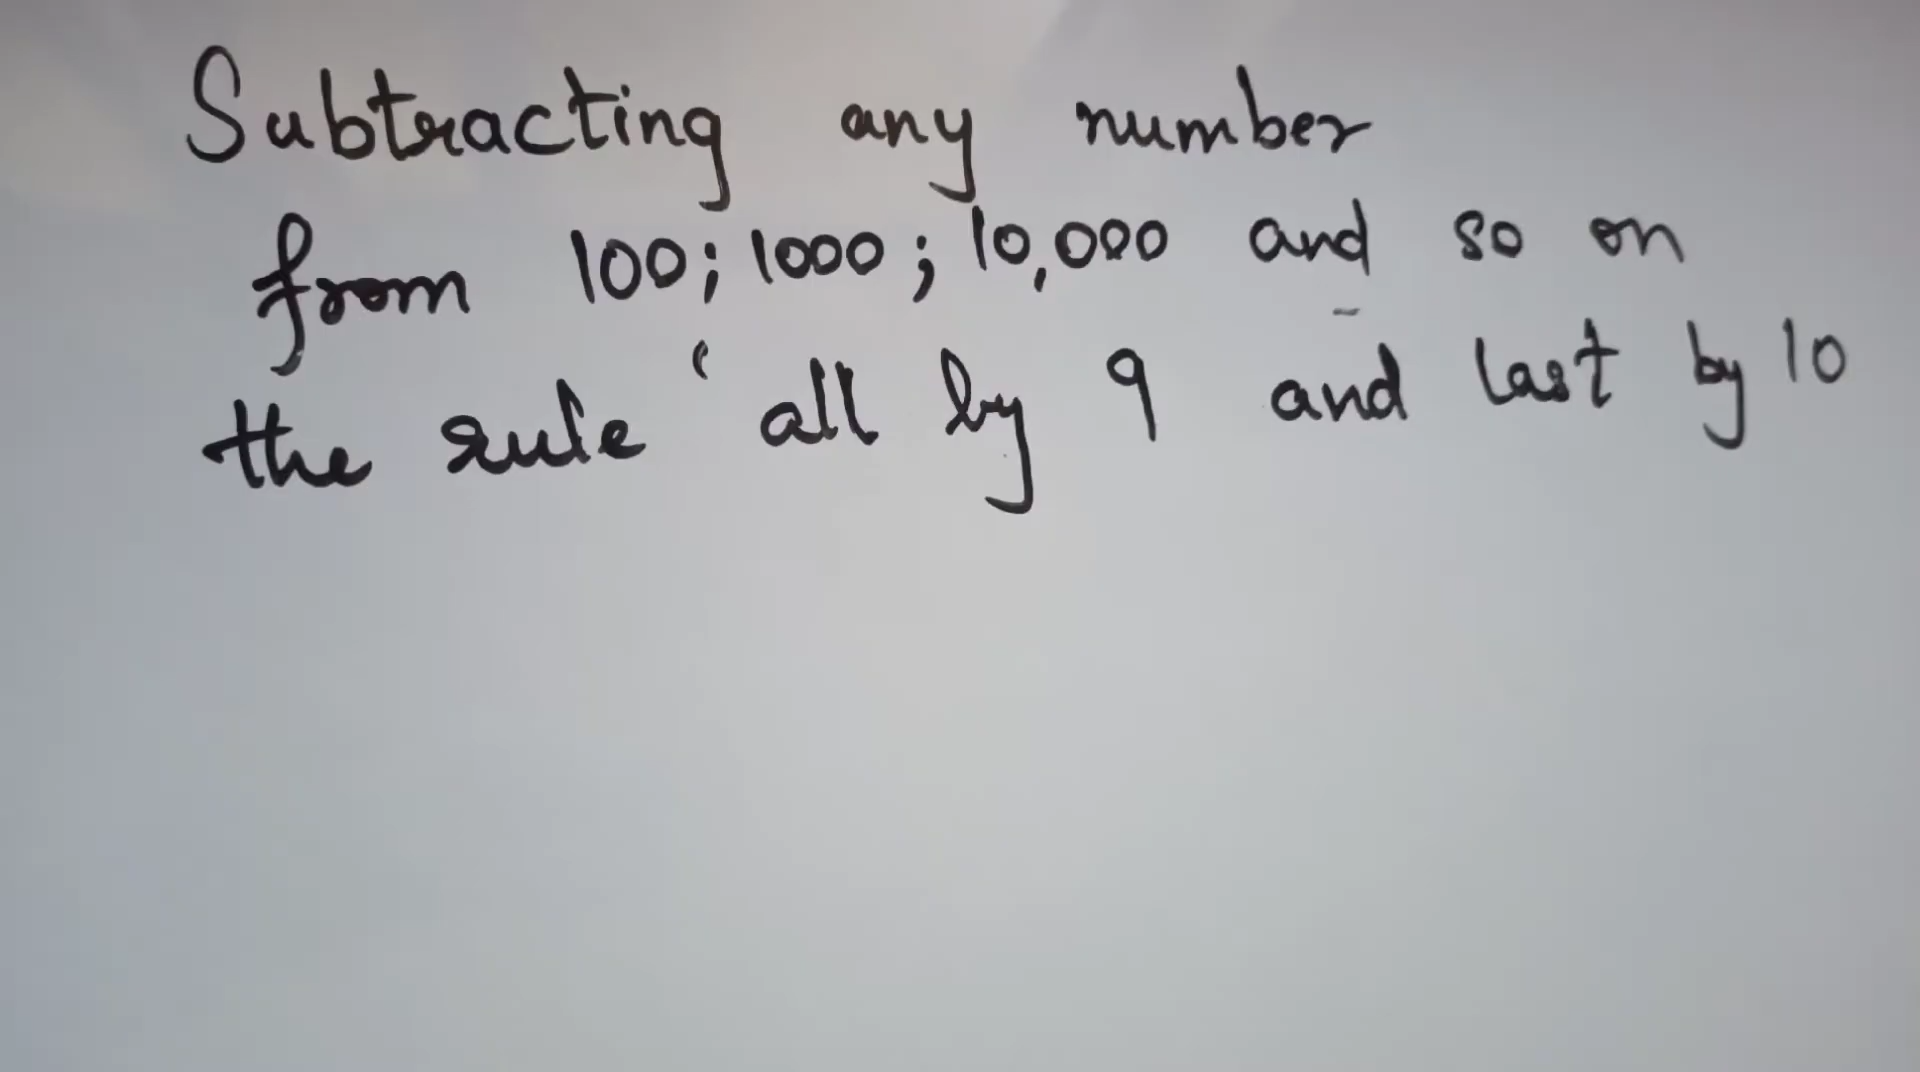 Subtracting any number
from 100; 1000; 10,000 and so on
the rule ‘all by 9 and last by 10